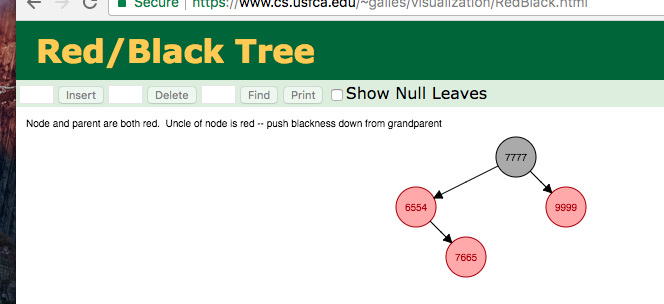 Secure https://www.cs.usfca.edu/~galles/visualization/RedBlack.html
Red/Black Tree
Insert Delete Find Print Show Null Leaves
Node and parent are both red. Uncle of node is red -- push blackness down from grandparent
7777
6554 9999
7665